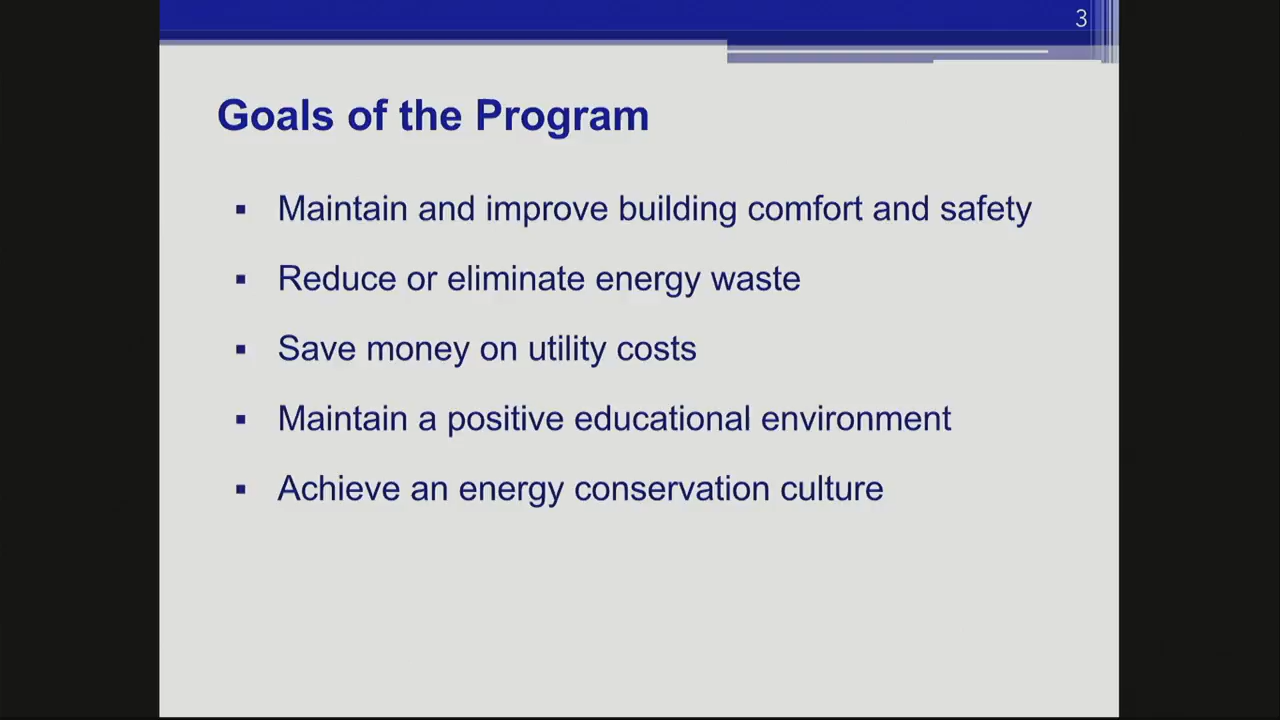 3
Goals of the Program
▪ Maintain and improve building comfort and safety
▪ Reduce or eliminate energy waste
▪ Save money on utility costs
▪ Maintain a positive educational environment
▪ Achieve an energy conservation culture